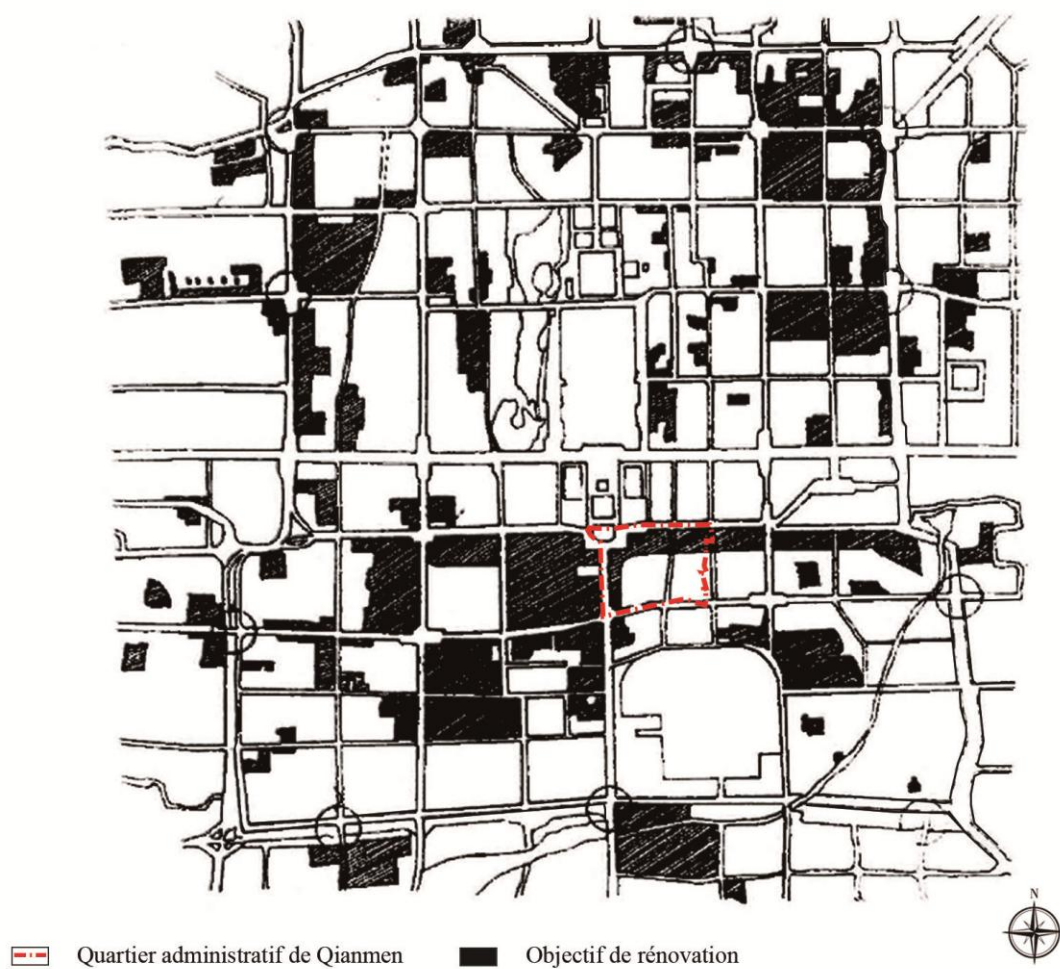 N
Quartier administratif de Qianmen
Objectif de rénovation